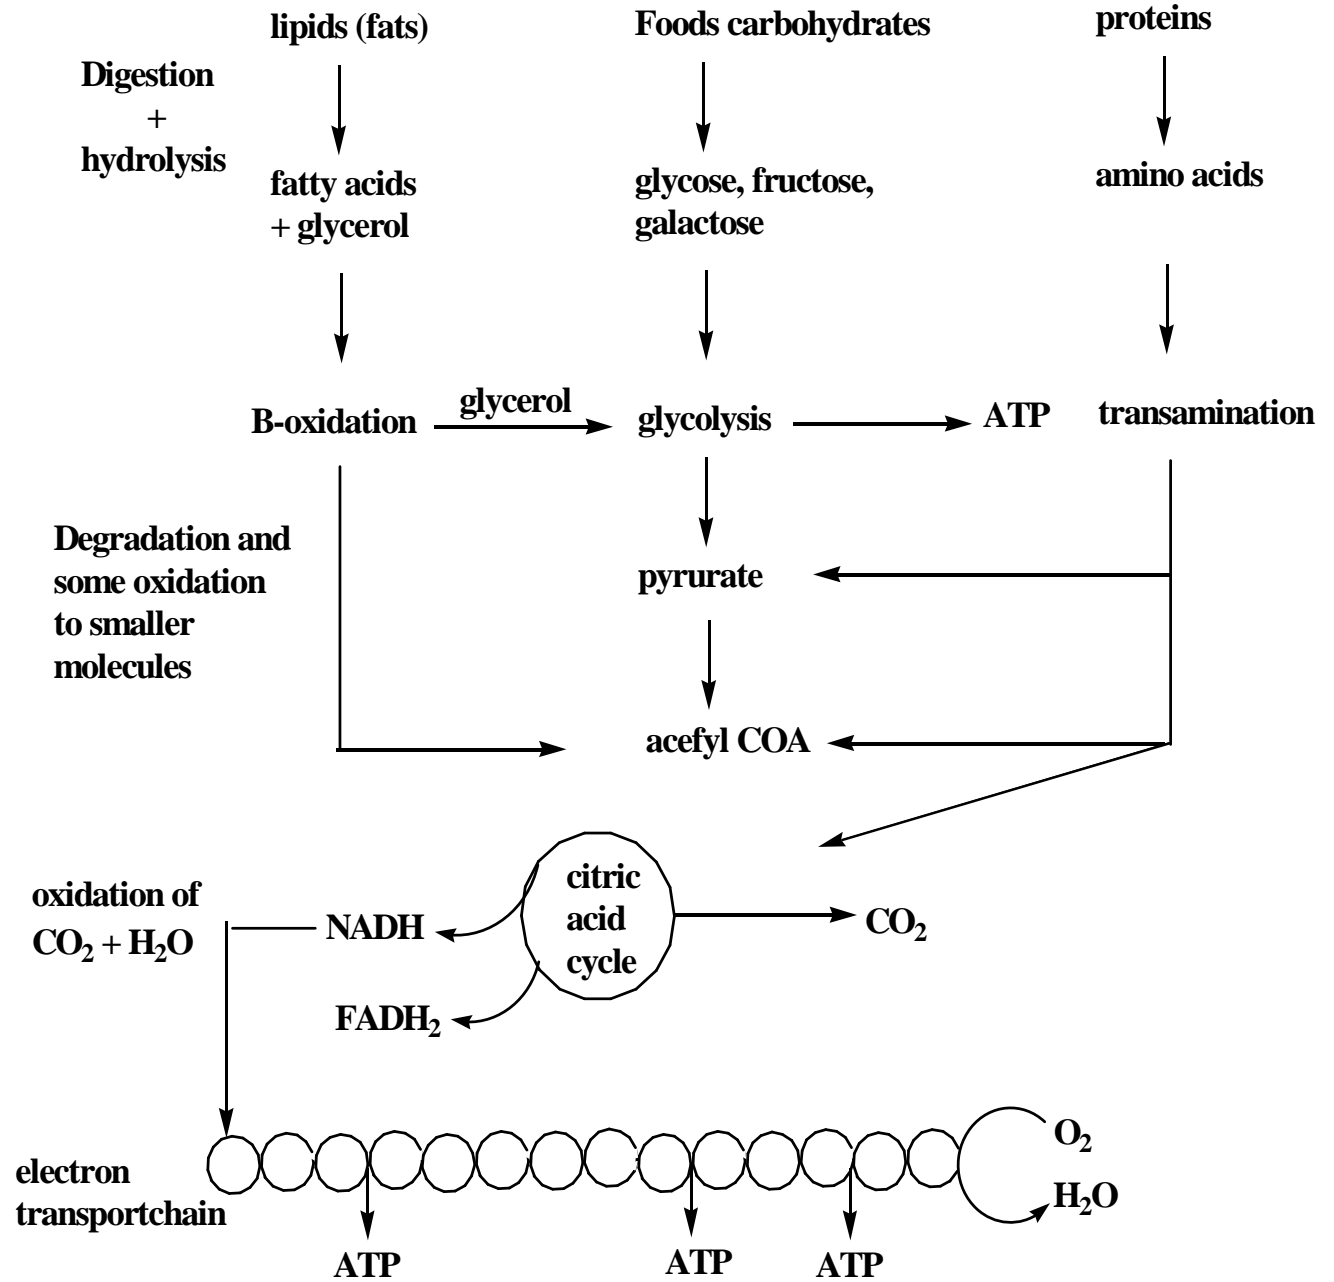 lipids (fats)
Foods carbohydrates
proteins
Digestion
+
hydrolysis
fatty acids
+ glycerol
glycose, fructose,
galactose
amino acids
B-oxidation
glycerol
glycolysis
ATP
transamination
Degradation and
some oxidation
to smaller
molecules
pyrurate
acefyl COA
citric
acid
cycle
oxidation of
CO₂ + H₂O
NADH
CO₂
FADH₂
electron
transportchain
O₂
H₂O
ATP
ATP
ATP